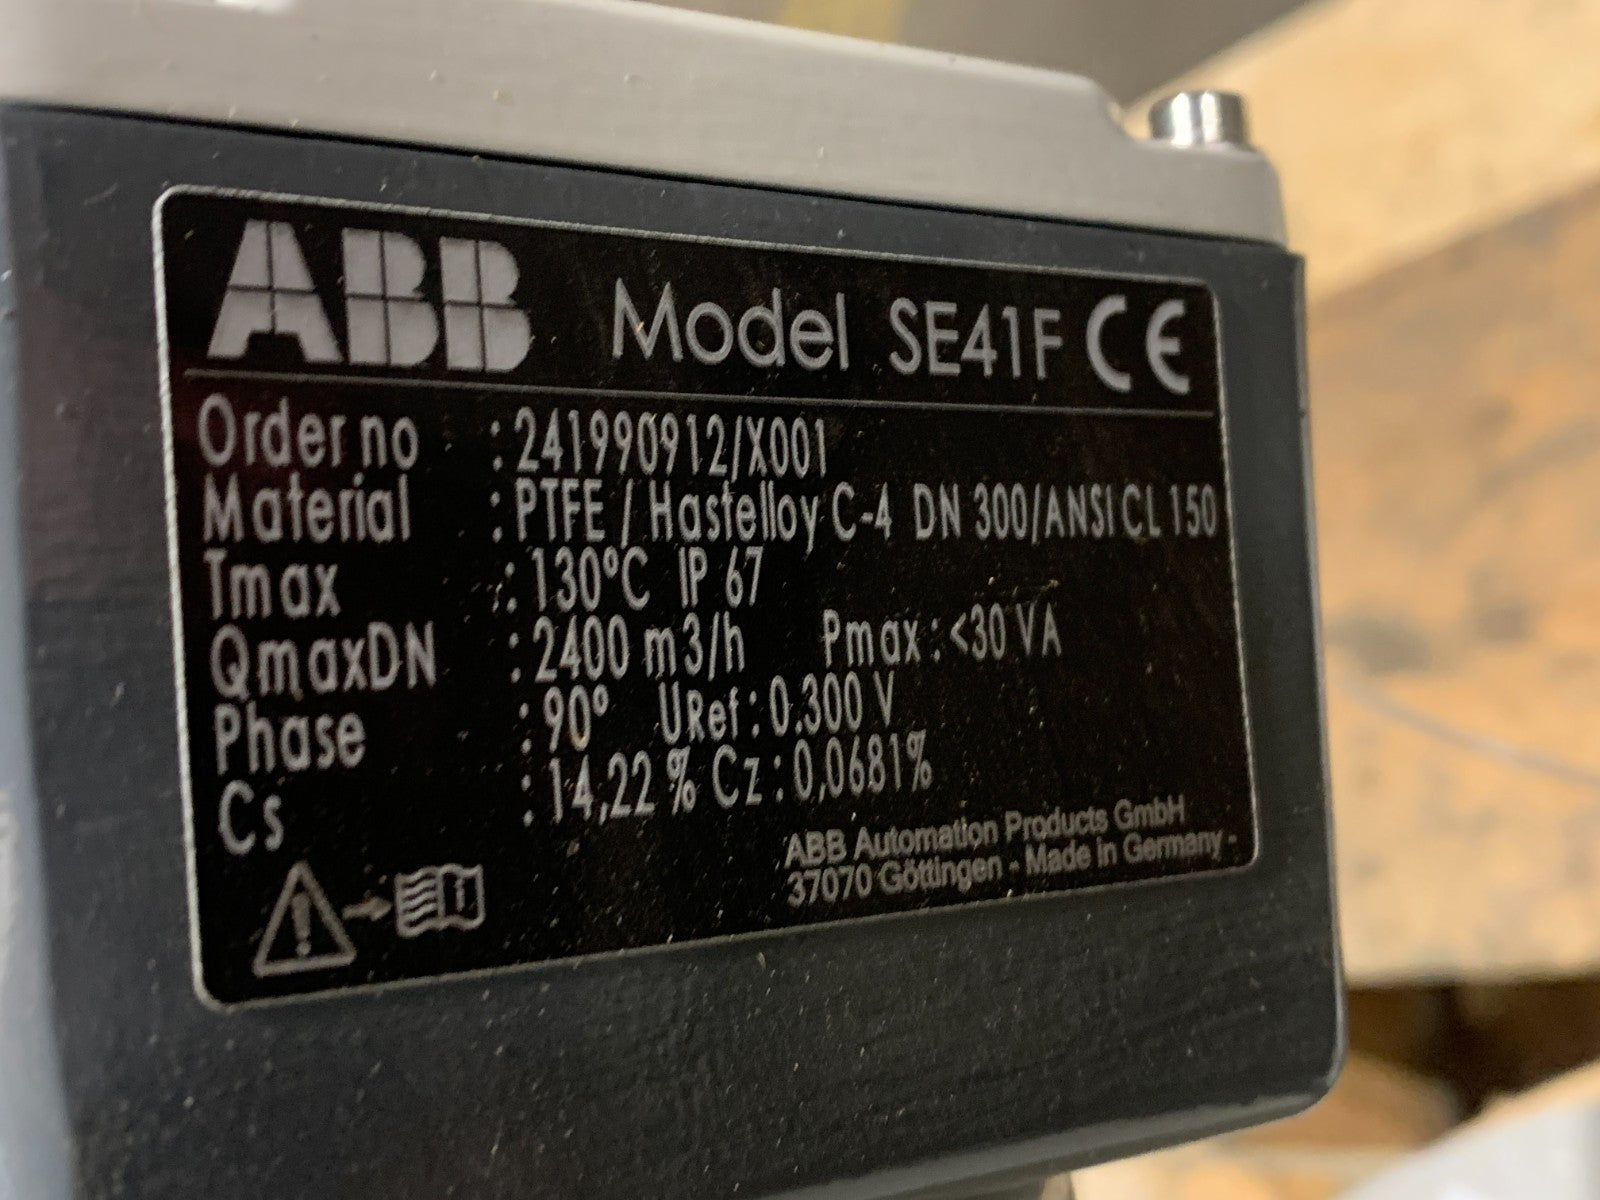 ABB Model SE41F CE
Order no : 241990912/X001
Material : PTFE / Hastelloy C-4 DN 300/ANSI CL 150
Tmax : 130°C IP 67
QmaxDN : 2400 m3/h Pmax : <30 VA
Phase : 90° URef : 0.300 V
Cs : 14,22 % Cz : 0,0681%
ABB Automation Products GmbH
37070 Göttingen - Made in Germany -